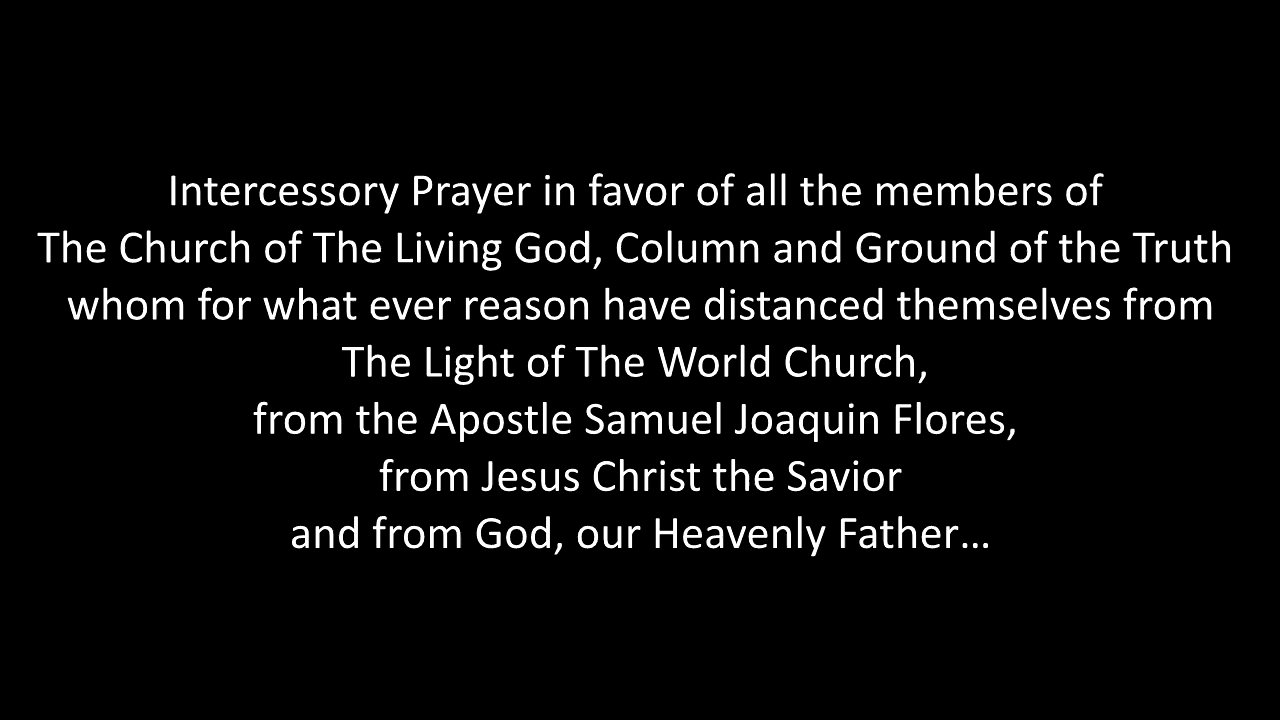 Intercessory Prayer in favor of all the members of
The Church of The Living God, Column and Ground of the Truth
whom for what ever reason have distanced themselves from
The Light of The World Church,
from the Apostle Samuel Joaquin Flores,
from Jesus Christ the Savior
and from God, our Heavenly Father…